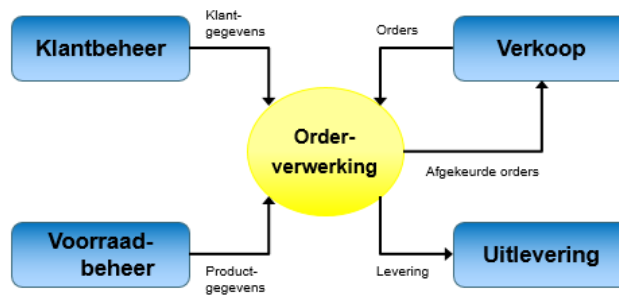 Klant-
gegevens
Klantbeheer
Orders
Verkoop
Order-
verwerking
Afgekeurde orders
Voorraad-
beheer
Product-
gegevens
Levering
Uitlevering